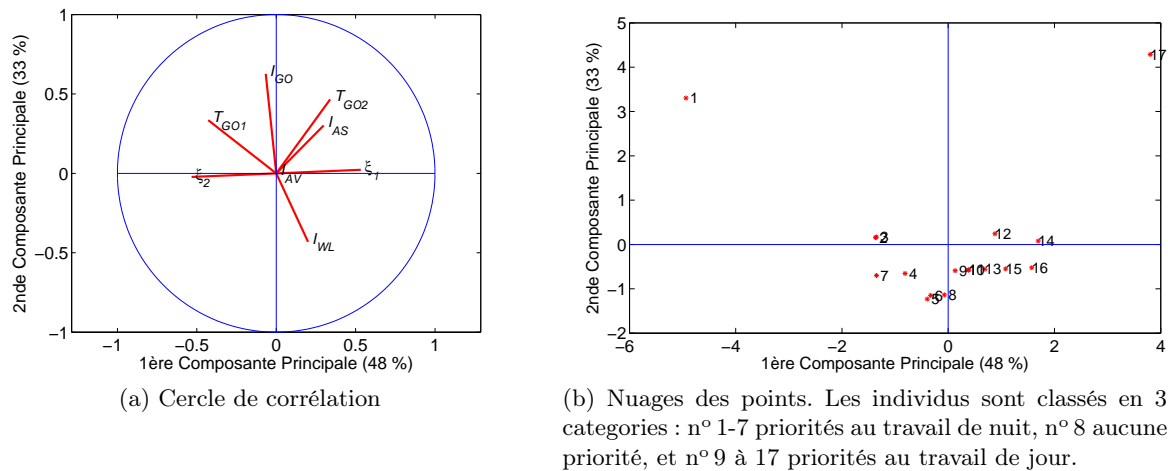 1
0.5
0
−0.5
−1
−1
−0.5
0
0.5
1
2nde Composante Principale (33 %)
1ère Composante Principale (48 %)
I_GO
T_GO2
T_GO1
I_AS
ξ_2
I_AV
ξ_1
I_WL
(a) Cercle de corrélation
5
4
3
2
1
0
−1
−2
−6
−4
−2
0
2
4
2nde Composante Principale (33 %)
1ère Composante Principale (48 %)
17
1
12
14
7
4
9
13
15
16
5
6
8
(b) Nuages des points. Les individus sont classés en 3
categories : nº 1-7 priorités au travail de nuit, nº 8 aucune
priorité, et nº 9 à 17 priorités au travail de jour.